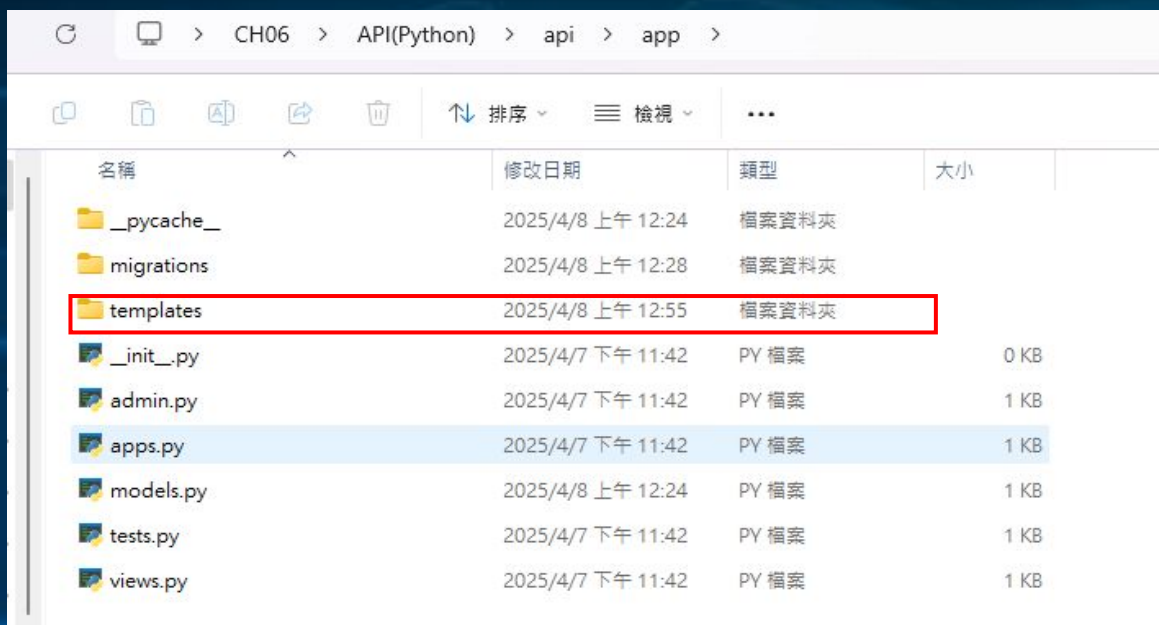 CH06 > API(Python) > api > app >
排序 檢視 ...
名稱 修改日期 類型 大小
__pycache__ 2025/4/8 上午 12:24 檔案資料夾
migrations 2025/4/8 上午 12:28 檔案資料夾
templates 2025/4/8 上午 12:55 檔案資料夾
__init__.py 2025/4/7 下午 11:42 PY 檔案 0 KB
admin.py 2025/4/7 下午 11:42 PY 檔案 1 KB
apps.py 2025/4/7 下午 11:42 PY 檔案 1 KB
models.py 2025/4/8 上午 12:24 PY 檔案 1 KB
tests.py 2025/4/7 下午 11:42 PY 檔案 1 KB
views.py 2025/4/7 下午 11:42 PY 檔案 1 KB